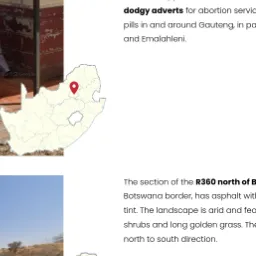 dodgy adverts for abortion servic
pills in and around Gauteng, in pa
and Emalahleni.
The section of the R360 north of B
Botswana border, has asphalt wit
tint. The landscape is arid and fea
shrubs and long golden grass. The
north to south direction.